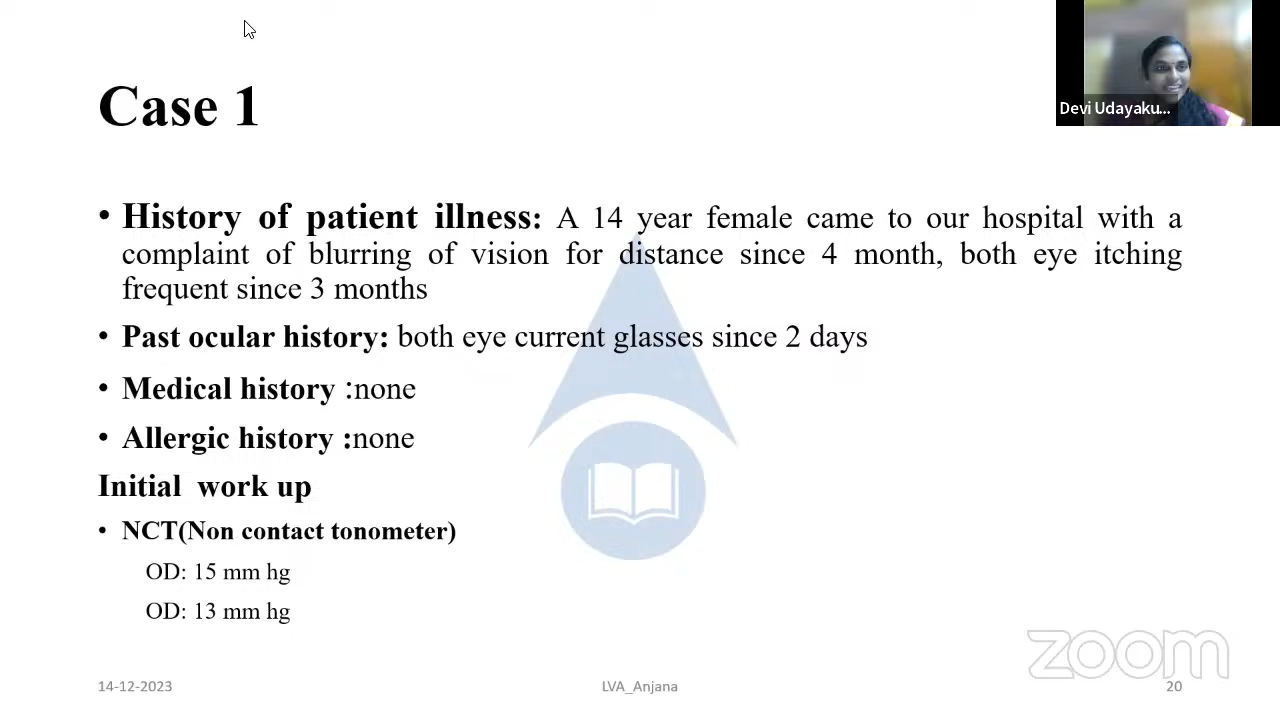 Case 1
Devi Udayaku...
• History of patient illness: A 14 year female came to our hospital with a
complaint of blurring of vision for distance since 4 month, both eye itching
frequent since 3 months
• Past ocular history: both eye current glasses since 2 days
• Medical history :none
• Allergic history :none
Initial work up
• NCT(Non contact tonometer)
OD: 15 mm hg
OD: 13 mm hg
zoom
14-12-2023
LVA_Anjana
20